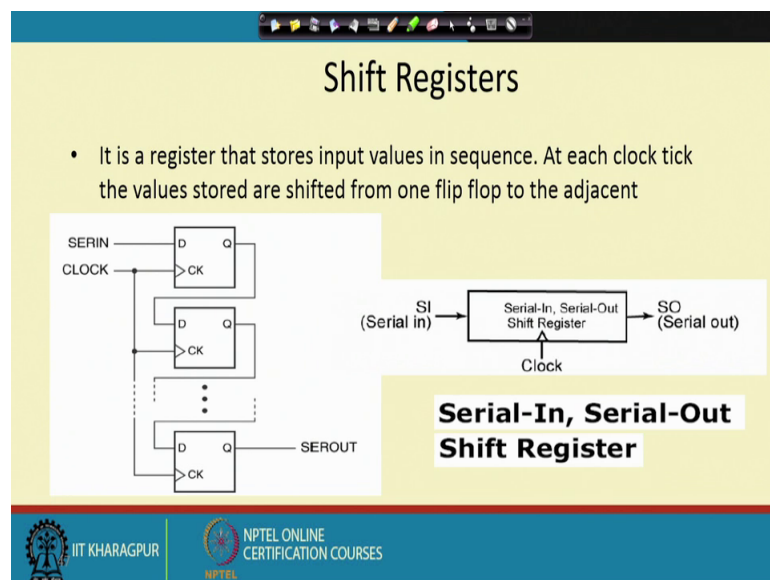 Shift Registers
• It is a register that stores input values in sequence. At each clock tick
the values stored are shifted from one flip flop to the adjacent
SERIN
CLOCK
D Q
CK
D Q
CK
D Q
CK
SEROUT
SI
(Serial in)
Serial-In, Serial-Out
Shift Register
SO
(Serial out)
Clock
Serial-In, Serial-Out
Shift Register
IIT KHARAGPUR
NPTEL ONLINE
CERTIFICATION COURSES
NPTEL